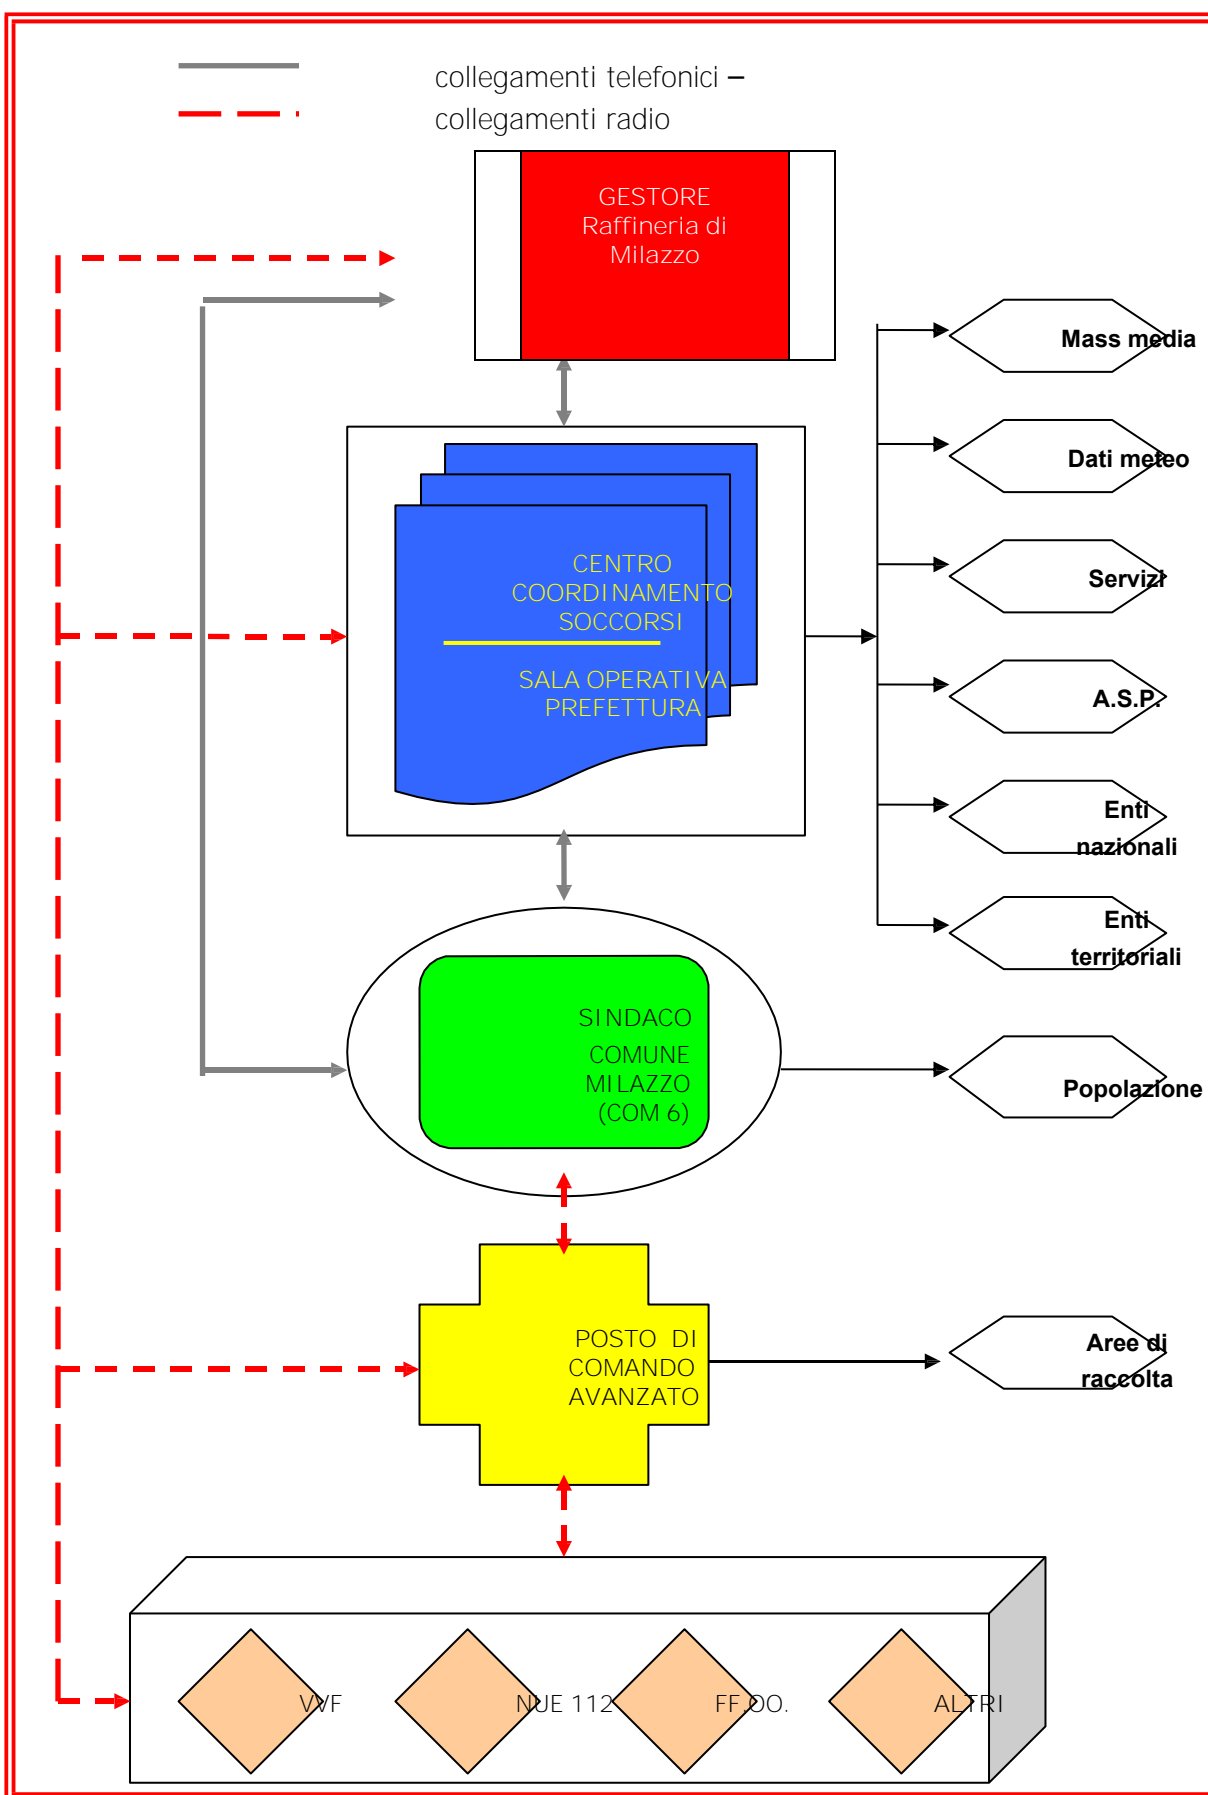 collegamenti telefonici –
collegamenti radio
GESTORE
Raffineria di
Milazzo
Mass media
Dati meteo
Servizi
A.S.P.
Enti
nazionali
Enti
territoriali
CENTRO
COORDINAMENTO
SOCCORSI
SALA OPERATIVA
PREFETTURA
SINDACO
COMUNE
MILAZZO
(COM 6)
Popolazione
POSTO DI
COMANDO
AVANZATO
Aree di
raccolta
VVF
NUE 112
FF.OO.
ALTRI